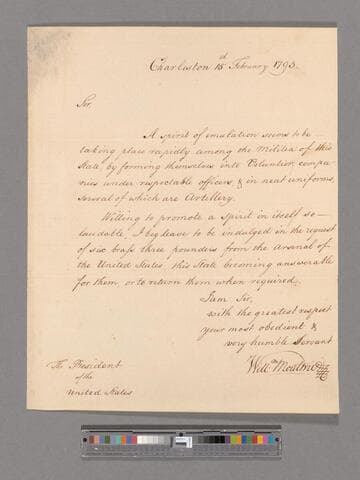 Charleston 15th February 1793.
Sir,
A spirit of emulation seems to be
taking place rapidly among the Militia of this
State, by forming themselves into Voluntier compa-
nies under respectable officers, & in neat uniforms,
several of which are Artillery.
Willing to promote a spirit in itself so
laudable, I beg leave to be indulged in the request
of six brass three pounders from the Arsenal of
the United States, this State becoming answerable
for them, or to return them when required.
I am Sir,
with the greatest respect
your most obedient &
very humble Servant
Willm Moultrie
The President
of the
United States